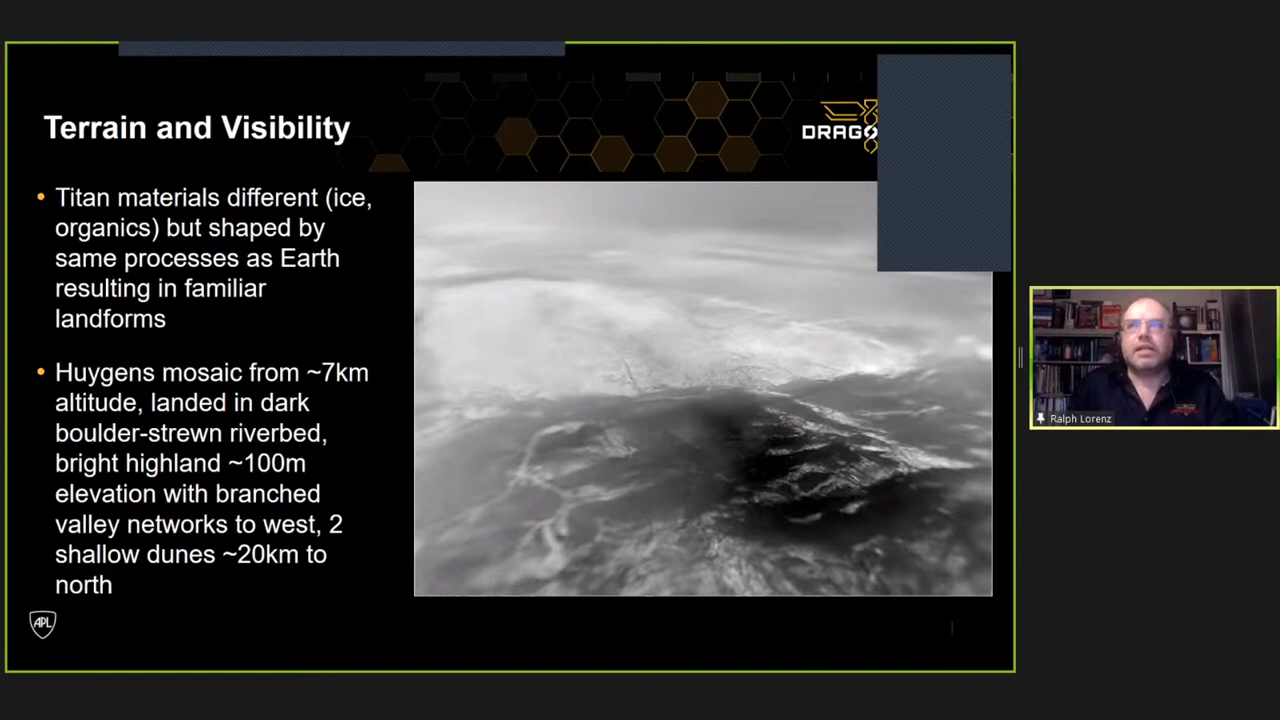 Terrain and Visibility
• Titan materials different (ice,
organics) but shaped by
same processes as Earth
resulting in familiar
landforms
• Huygens mosaic from ~7km
altitude, landed in dark
boulder-strewn riverbed,
bright highland ~100m
elevation with branched
valley networks to west, 2
shallow dunes ~20km to
north
APL
Ralph Lorenz